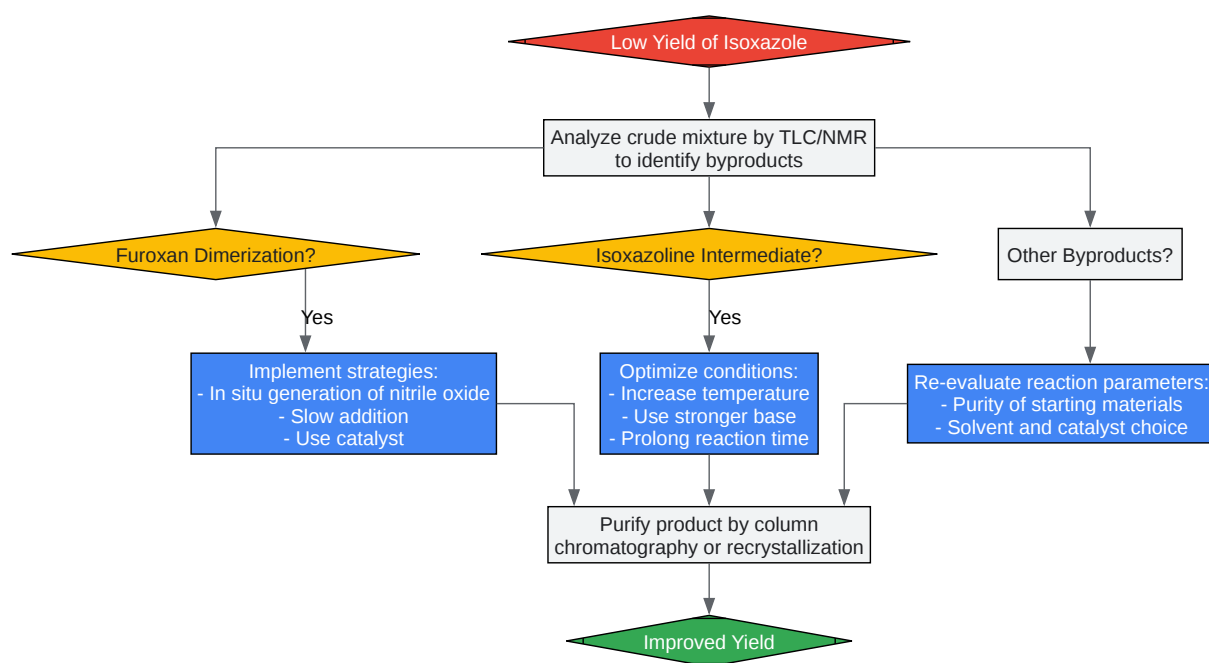 Low Yield of Isoxazole
Analyze crude mixture by TLC/NMR
to identify byproducts
Furoxan Dimerization?
Isoxazoline Intermediate?
Other Byproducts?
Yes
Yes
Implement strategies:
- In situ generation of nitrile oxide
- Slow addition
- Use catalyst
Optimize conditions:
- Increase temperature
- Use stronger base
- Prolong reaction time
Re-evaluate reaction parameters:
- Purity of starting materials
- Solvent and catalyst choice
Purify product by column
chromatography or recrystallization
Improved Yield